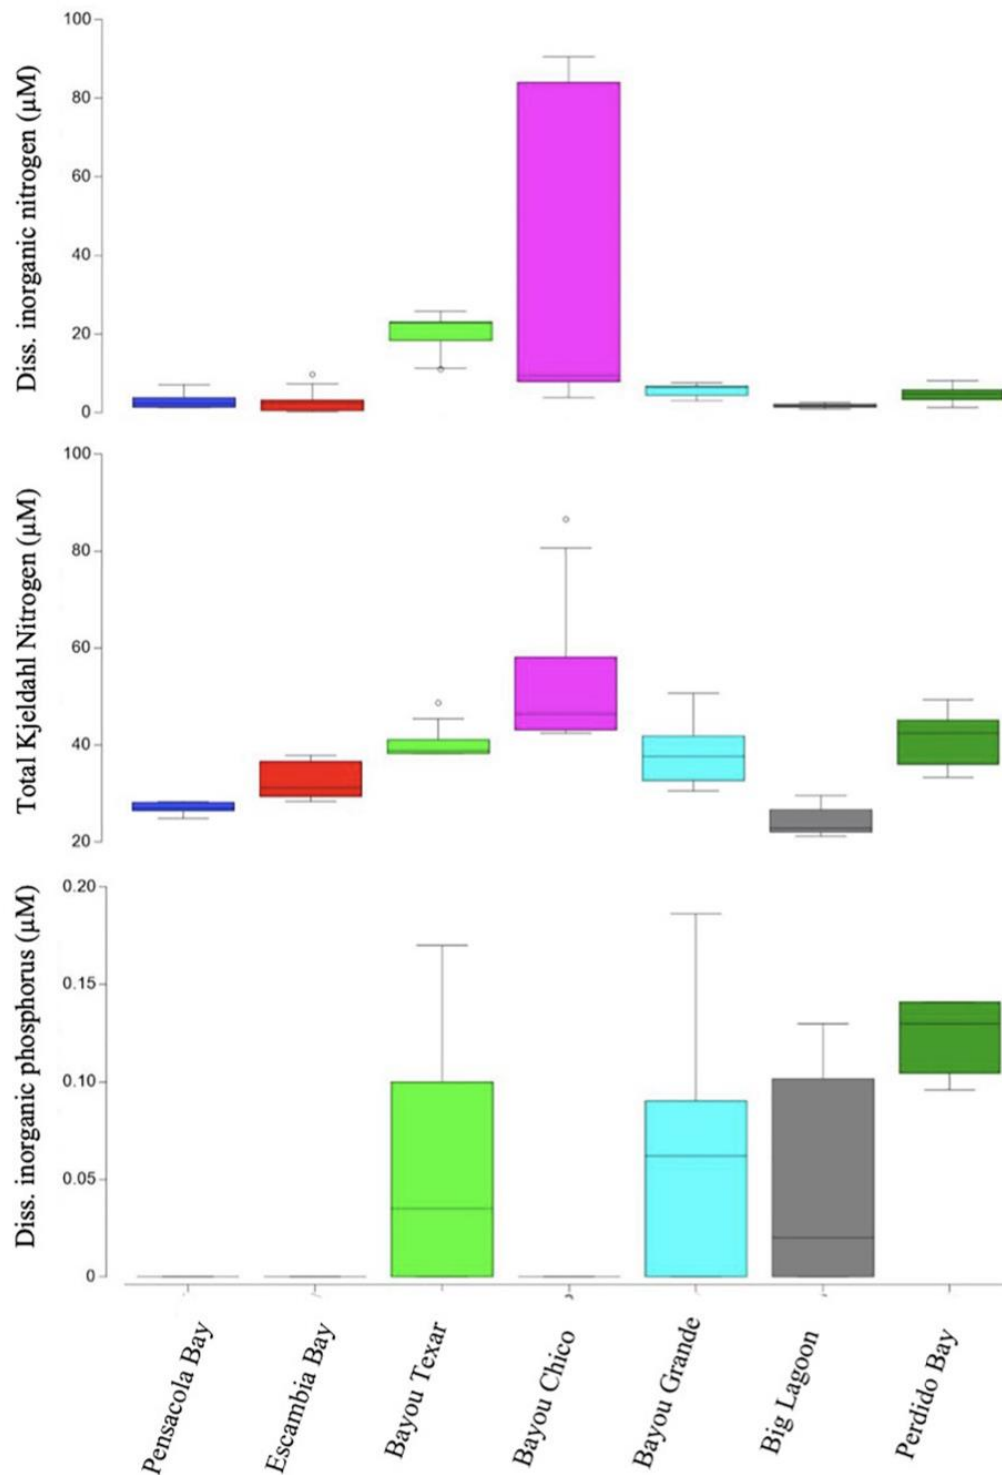 Diss. inorganic nitrogen (µM)
100
80
60
40
20
0
Total Kjeldahl Nitrogen (µM)
100
80
60
40
20
Diss. inorganic phosphorus (µM)
0.20
0.15
0.10
0.05
0
Pensacola Bay
Escambia Bay
Bayou Texar
Bayou Chico
Bayou Grande
Big Lagoon
Perdido Bay